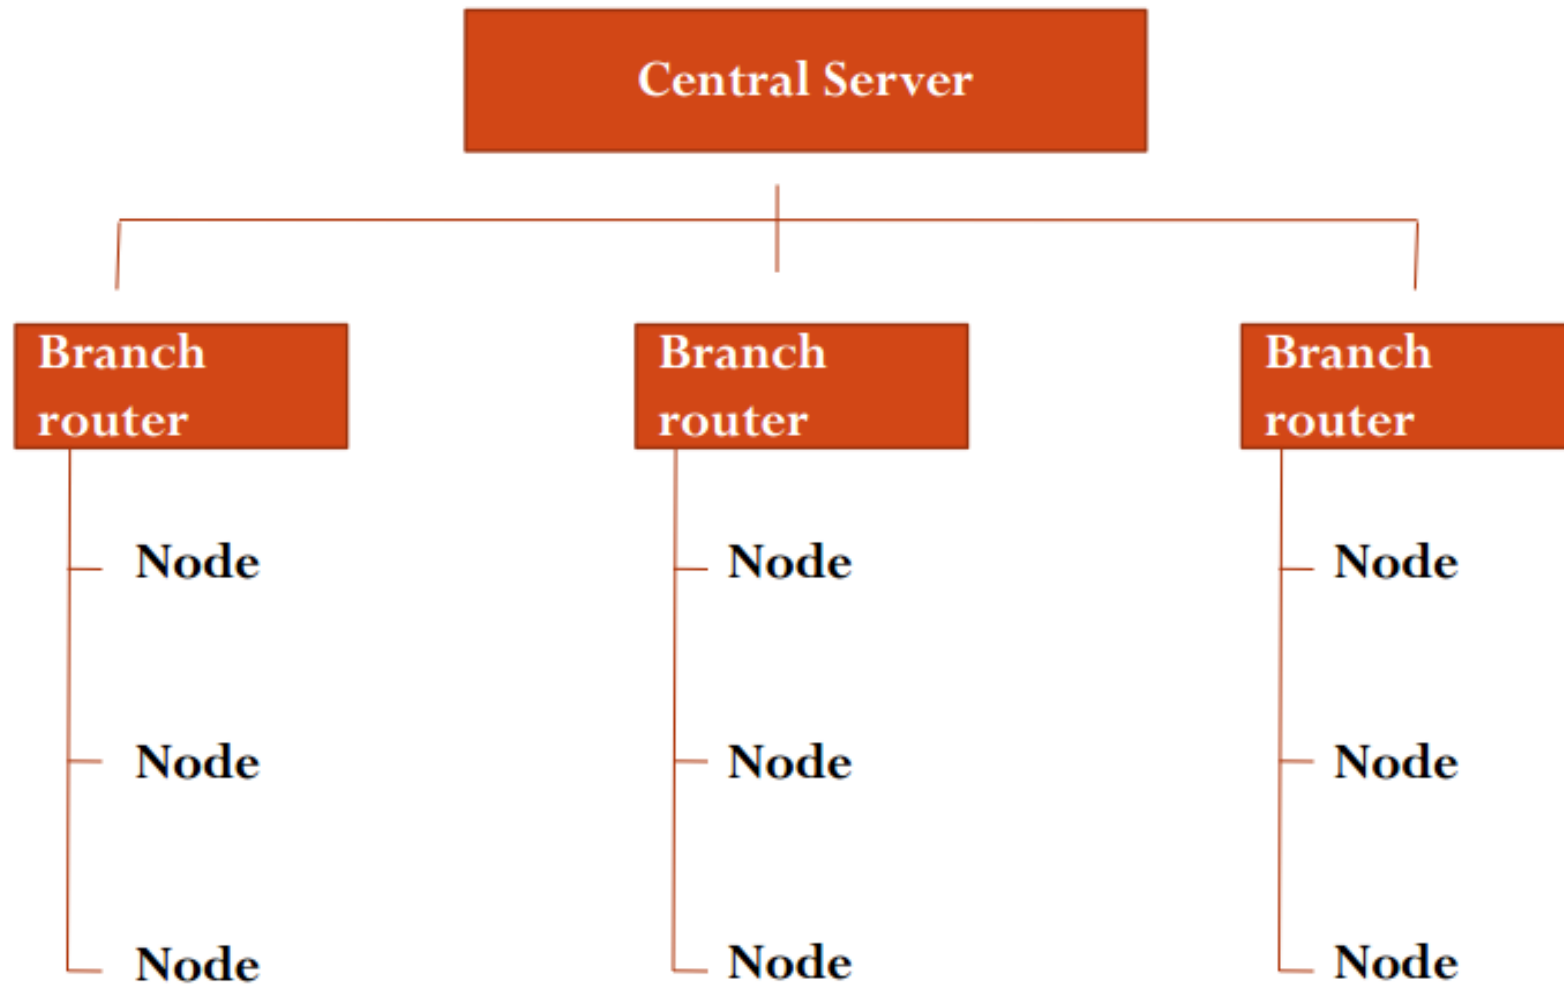 Central Server
Branch
router
Branch
router
Branch
router
Node
Node
Node
Node
Node
Node
Node
Node
Node